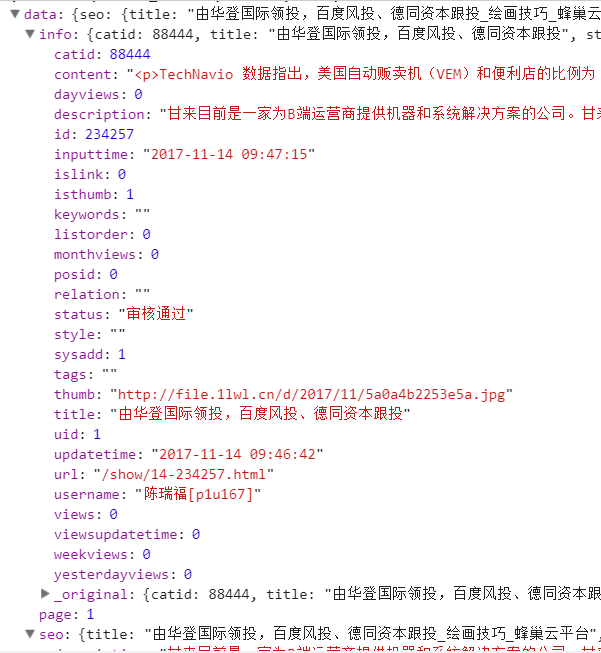 data: {seo: {title: "由华登国际领投，百度风投、德同资本跟投_绘画技巧_蜂巢云
info: {catid: 88444, title: "由华登国际领投，百度风投、德同资本跟投", st
catid: 88444
content: "<p>TechNavio 数据指出，美国自动贩卖机（VEM）和便利店的比例为
dayviews: 0
description: "甘来目前是一家为B端运营商提供机器和系统解决方案的公司。甘来
id: 234257
inputtime: "2017-11-14 09:47:15"
islink: 0
isthumb: 1
keywords: ""
listorder: 0
monthviews: 0
posid: 0
relation: ""
status: "审核通过"
style: ""
sysadd: 1
tags: ""
thumb: "http://file.1lwl.cn/d/2017/11/5a0a4b2253e5a.jpg"
title: "由华登国际领投，百度风投、德同资本跟投"
uid: 1
updatetime: "2017-11-14 09:46:42"
url: "/show/14-234257.html"
username: "陈瑞福[p1u167]"
views: 0
viewsupdatetime: 0
weekviews: 0
yesterdayviews: 0
_original: {catid: 88444, title: "由华登国际领投，百度风投、德同资本跟
page: 1
seo: {title: "由华登国际领投，百度风投、德同资本跟投_绘画技巧_蜂巢云平台",